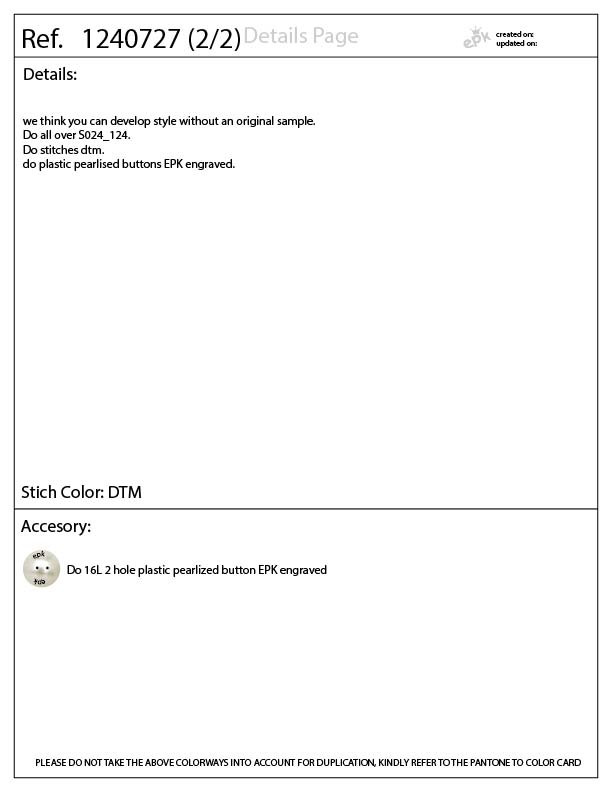 Ref. 1240727 (2/2) Details Page
epk
created on:
updated on:
Details:
we think you can develop style without an original sample.
Do all over S024_124.
Do stitches dtm.
do plastic pearlised buttons EPK engraved.
Stich Color: DTM
Accesory:
epk
epk
Do 16L 2 hole plastic pearlized button EPK engraved
PLEASE DO NOT TAKE THE ABOVE COLORWAYS INTO ACCOUNT FOR DUPLICATION, KINDLY REFER TO THE PANTONE TO COLOR CARD